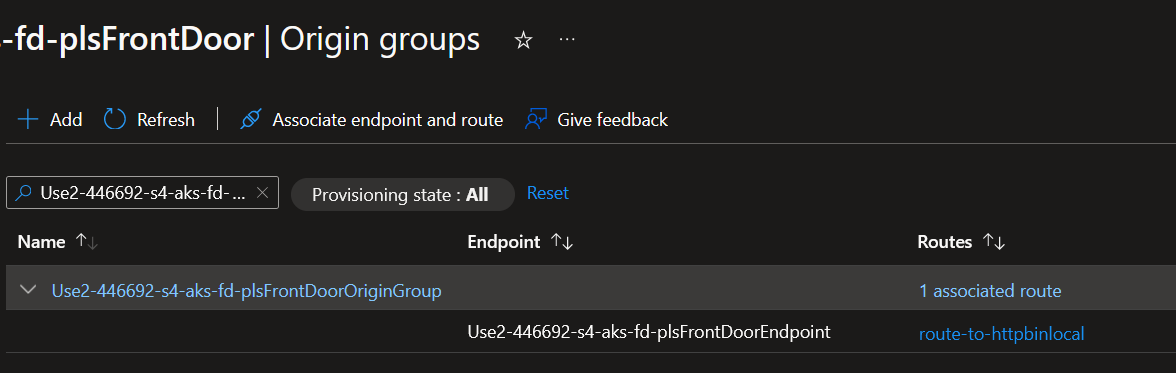 -fd-plsFrontDoor | Origin groups
Add Refresh Associate endpoint and route Give feedback
Use2-446692-s4-aks-fd- ... Provisioning state : All Reset
Name Endpoint Routes
Use2-446692-s4-aks-fd-plsFrontDoorOriginGroup 1 associated route
Use2-446692-s4-aks-fd-plsFrontDoorEndpoint route-to-httpbinlocal